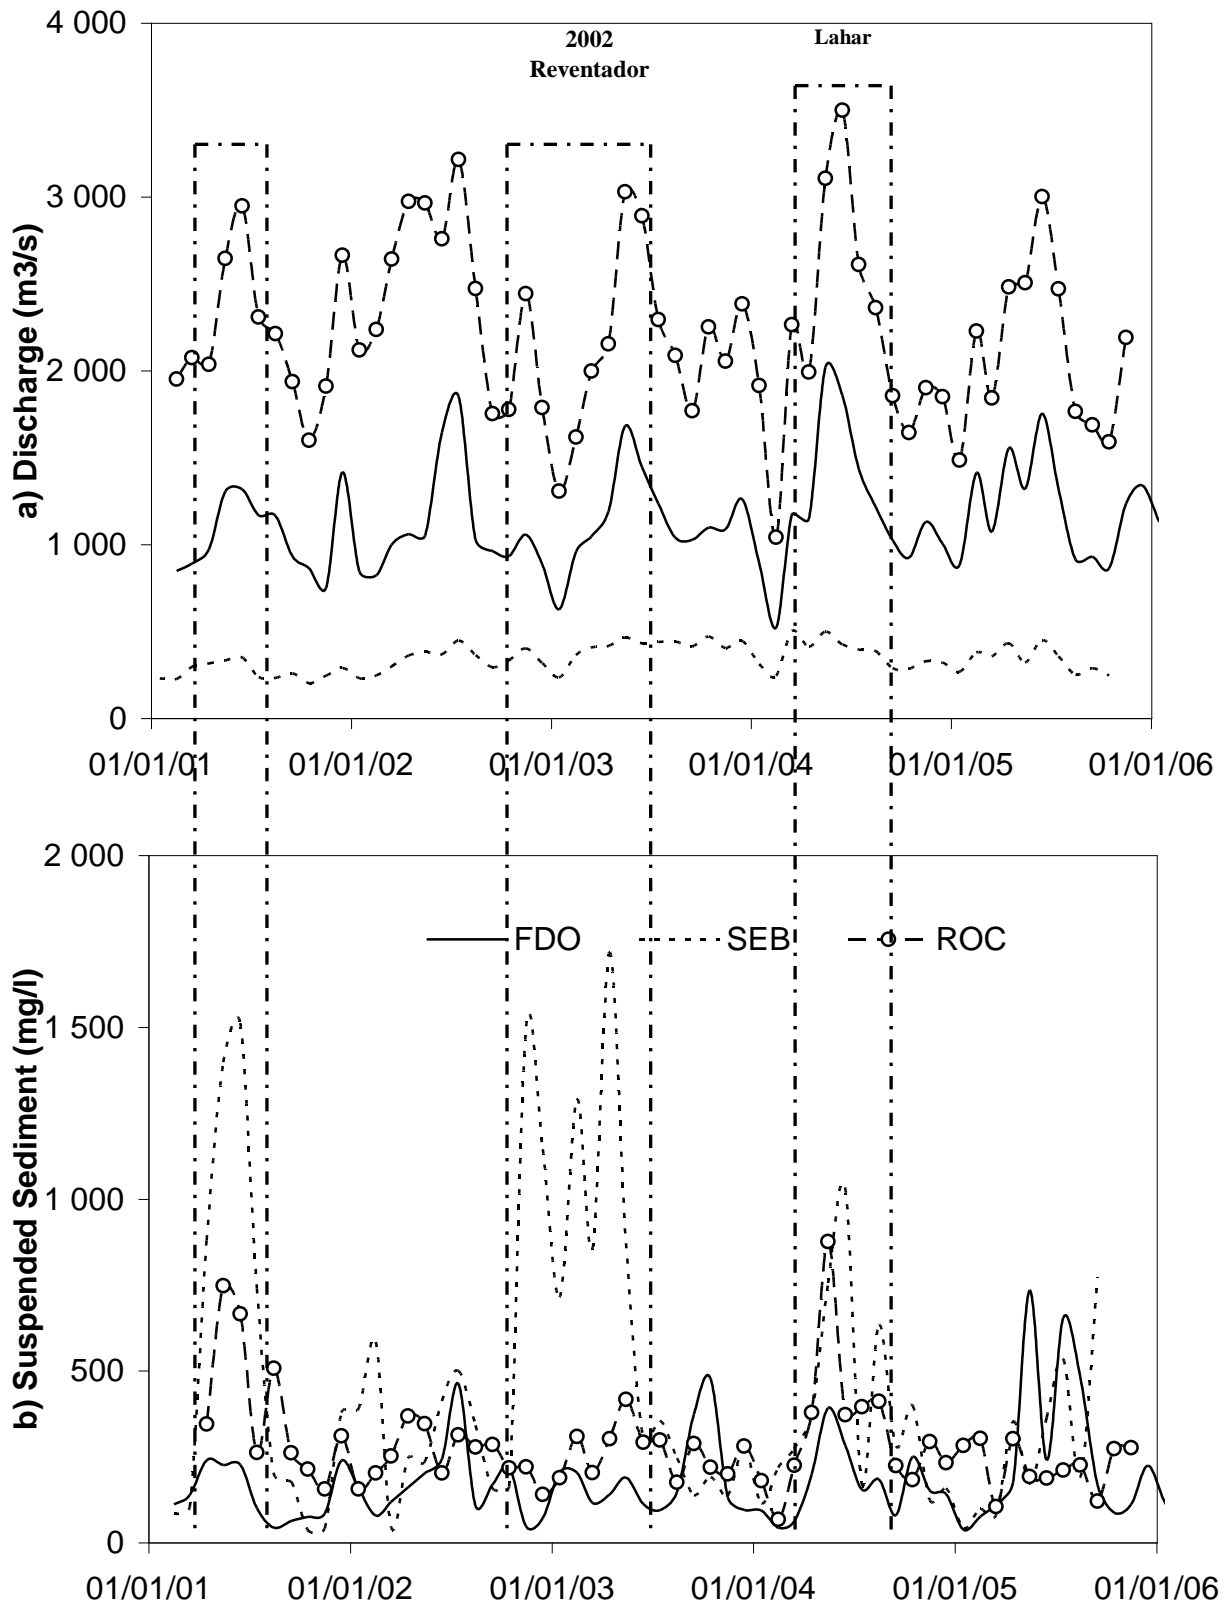 4 000
2002
Reventador
Lahar
3 000
2 000
1 000
0
a) Discharge (m3/s)
01/01/01 01/01/02 01/01/03 01/01/04 01/01/05 01/01/06
2 000
FDO SEB ROC
1 500
1 000
500
0
b) Suspended Sediment (mg/l)
01/01/01 01/01/02 01/01/03 01/01/04 01/01/05 01/01/06